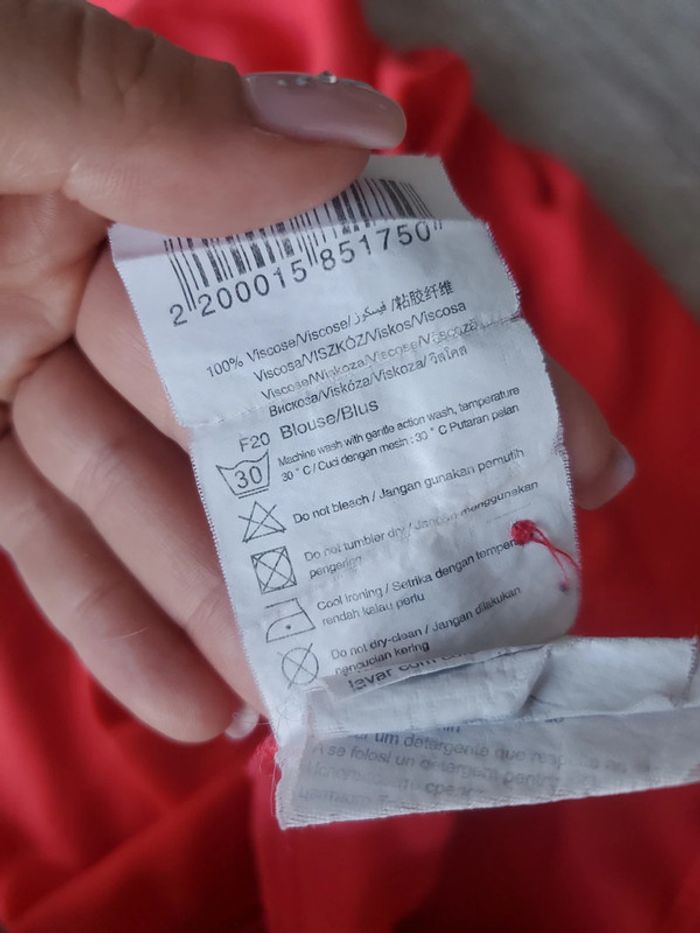 2 200015 851750
100% Viscose/Viscose/ فيسكوز /粘胶纤维
Viscosa/VISZKÓZ/Viskos/Viscosa
Viscose/Wiskoza/Viscose/Vâscoză
Вискоза/Viskóza/Viskoza/ วิสโคส
F20 Blouse/Blus
30
Machine wash with gentle action wash, temperature
30 ° C / Cuci dengan mesin : 30 ° C Putaran pelan
Do not bleach / Jangan gunakan pemutih
Do not tumbler dry / Jangan menggunakan
pengering
Cool ironing / Setrika dengan
rendah kalau perlu
Do not dry-clean / Jangan dilakukan
pencucian kering
lavar com
um detergente que
A se folosi un detergent